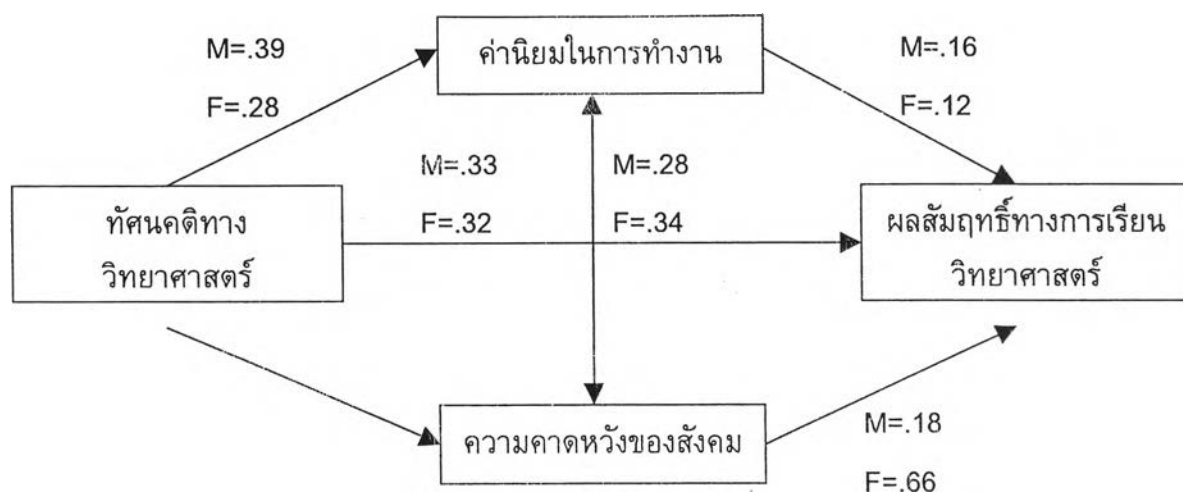 M=.39
ค่านิยมในการทำงาน
M=.16
F=.28
F=.12
M=.33
M=.28
ทัศนคติทาง
วิทยาศาสตร์
F=.32
F=.34
ผลสัมฤทธิ์ทางการเรียน
วิทยาศาสตร์
ความคาดหวังของสังคม
M=.18
F=.66